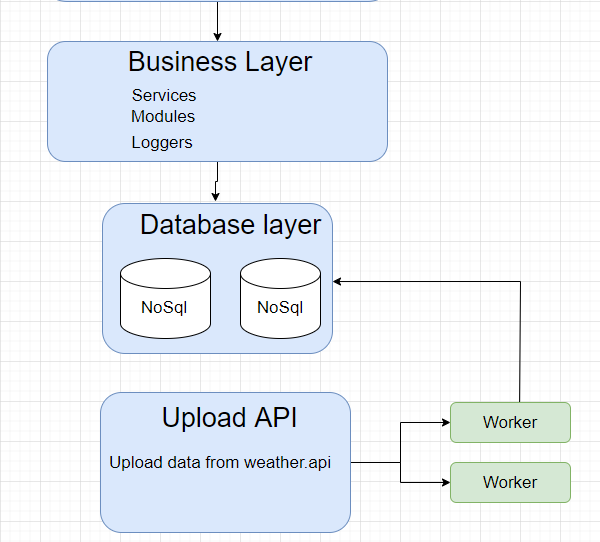 Business Layer
Services
Modules
Loggers
Database layer
NoSql
NoSql
Upload API
Upload data from weather.api
Worker
Worker